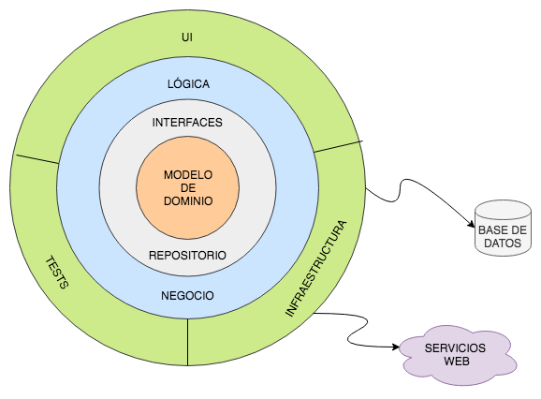 UI
LÓGICA
INTERFACES
MODELO
DE
DOMINIO
REPOSITORIO
NEGOCIO
TESTS
INFRAESTRUCTURA
BASE DE
DATOS
SERVICIOS
WEB